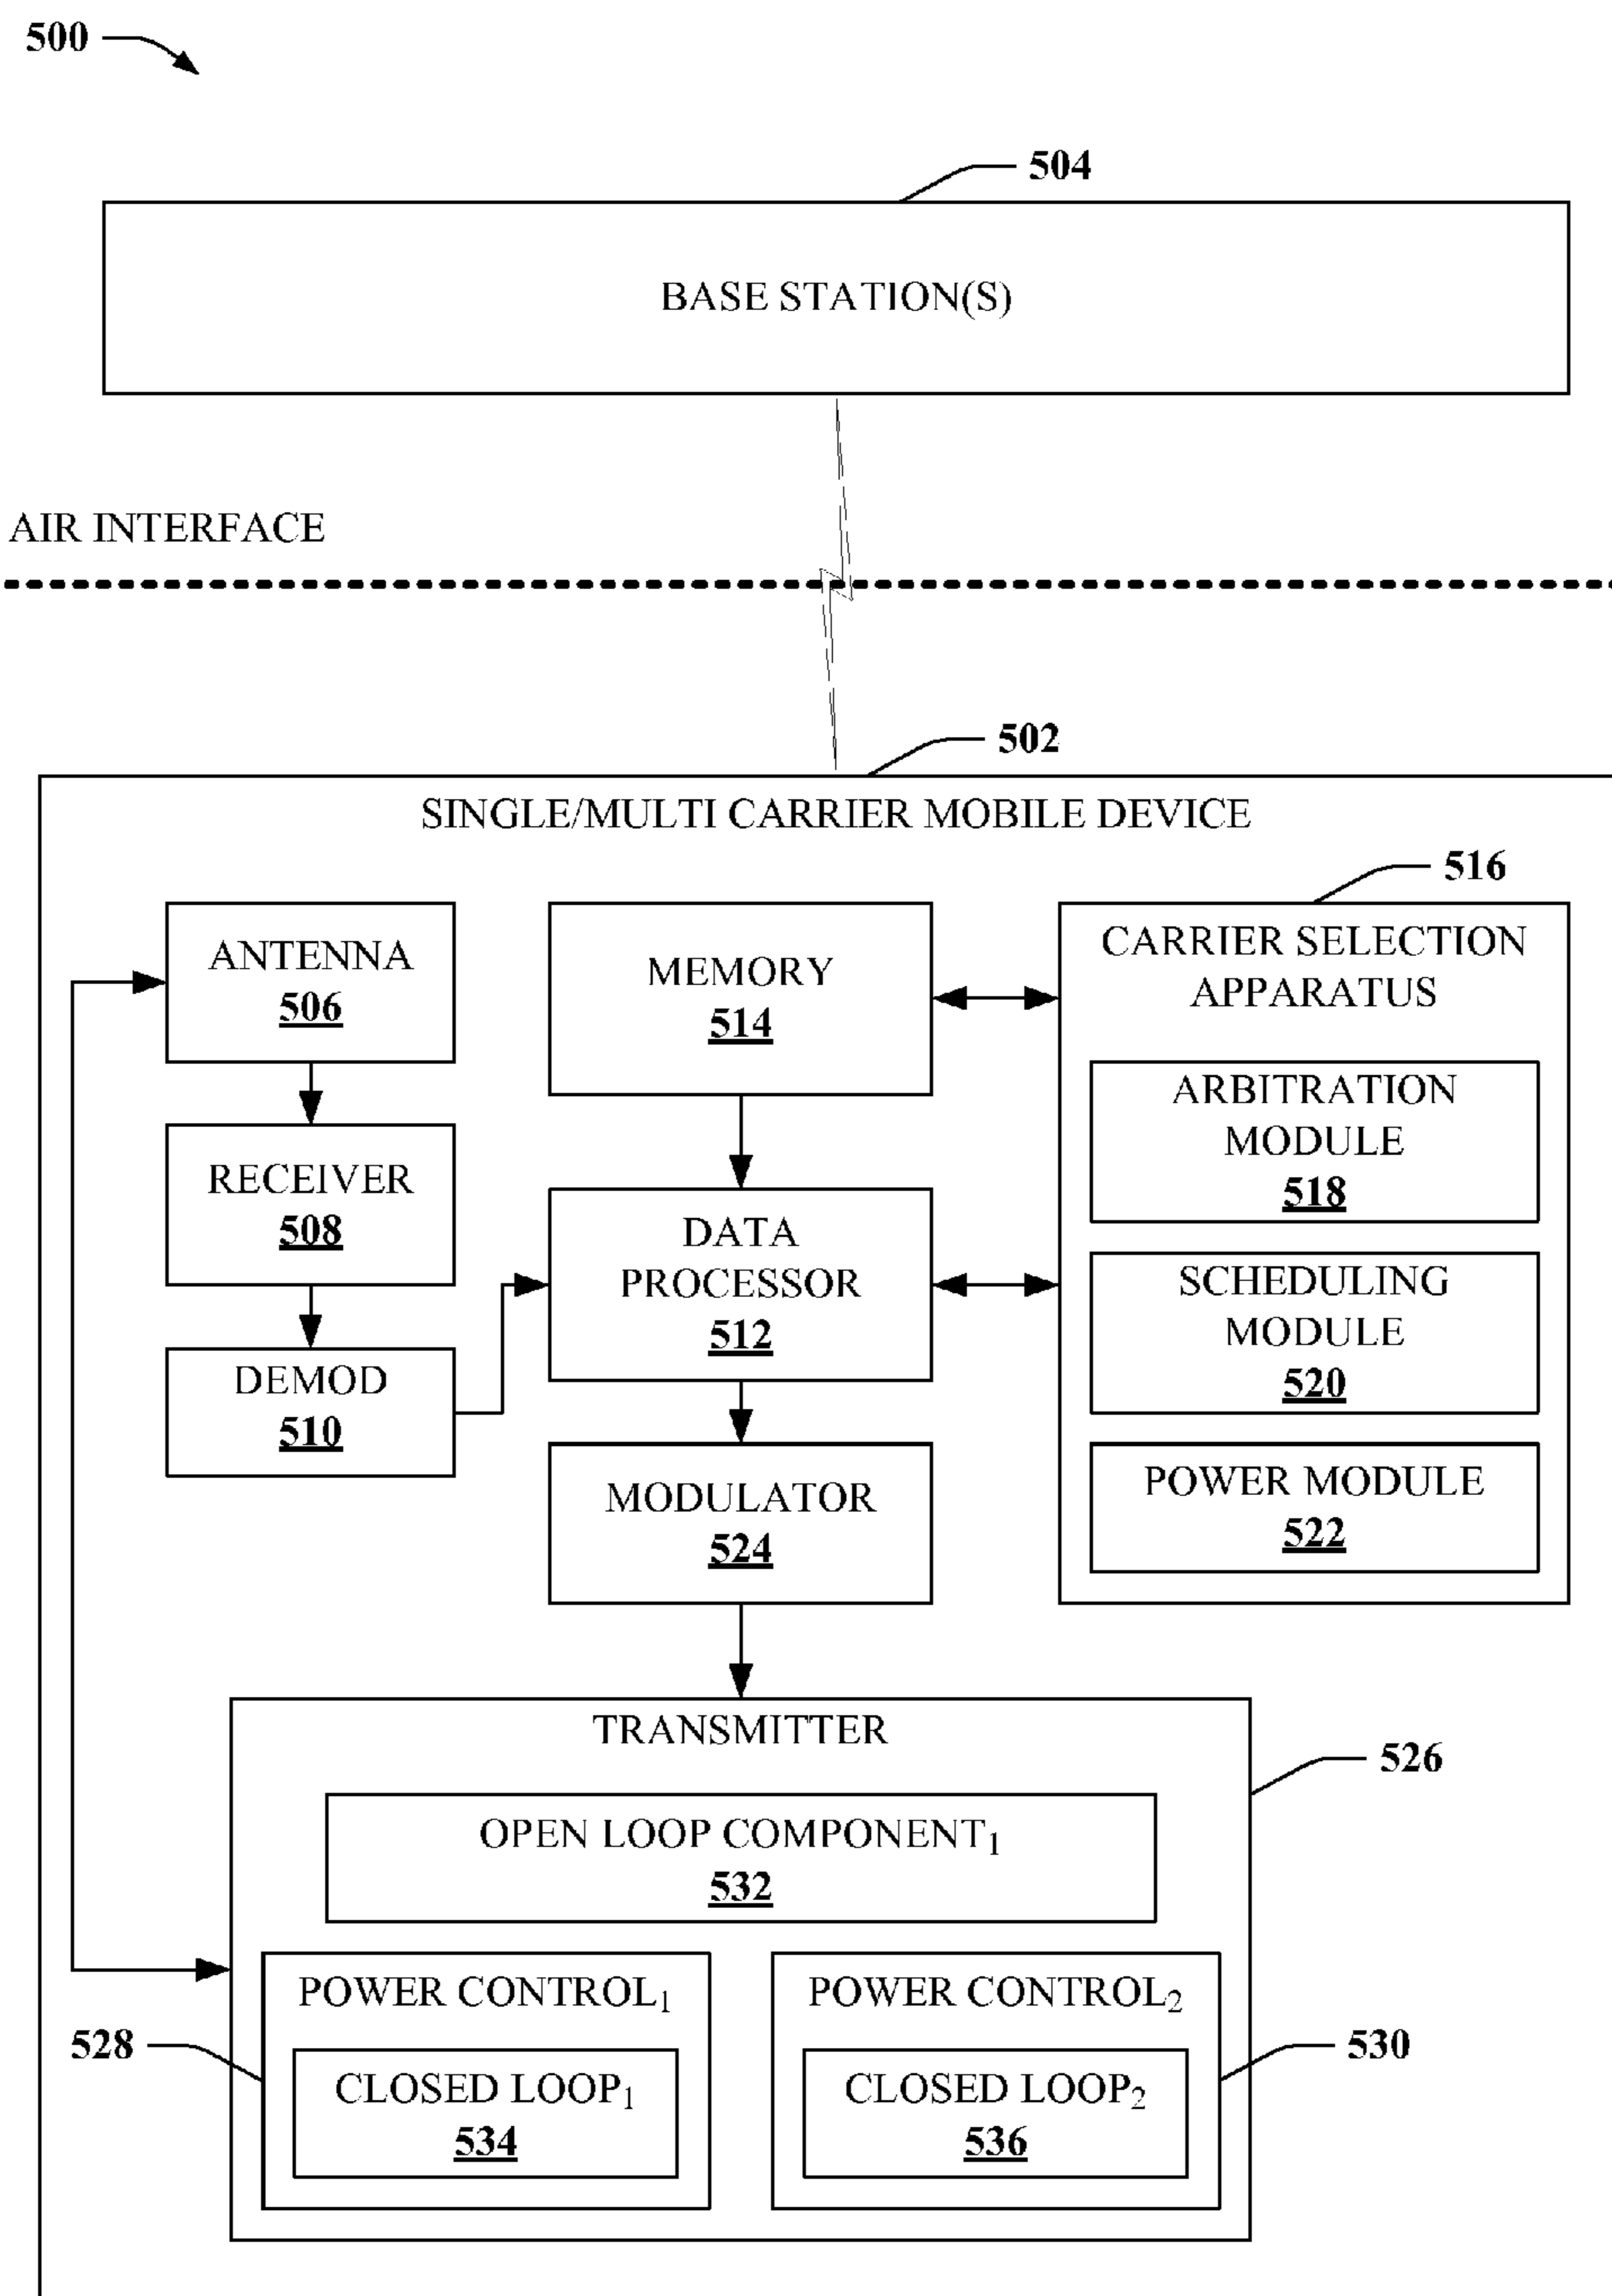 500
504
BASE STATION(S)
AIR INTERFACE
502
SINGLE/MULTI CARRIER MOBILE DEVICE
516
ANTENNA
506
MEMORY
514
CARRIER SELECTION
APPARATUS
ARBITRATION
MODULE
518
RECEIVER
508
DATA
PROCESSOR
512
SCHEDULING
MODULE
520
DEMOD
510
MODULATOR
524
POWER MODULE
522
TRANSMITTER
526
OPEN LOOP COMPONENT₁
532
POWER CONTROL₁
POWER CONTROL₂
528
530
CLOSED LOOP₁
534
CLOSED LOOP₂
536